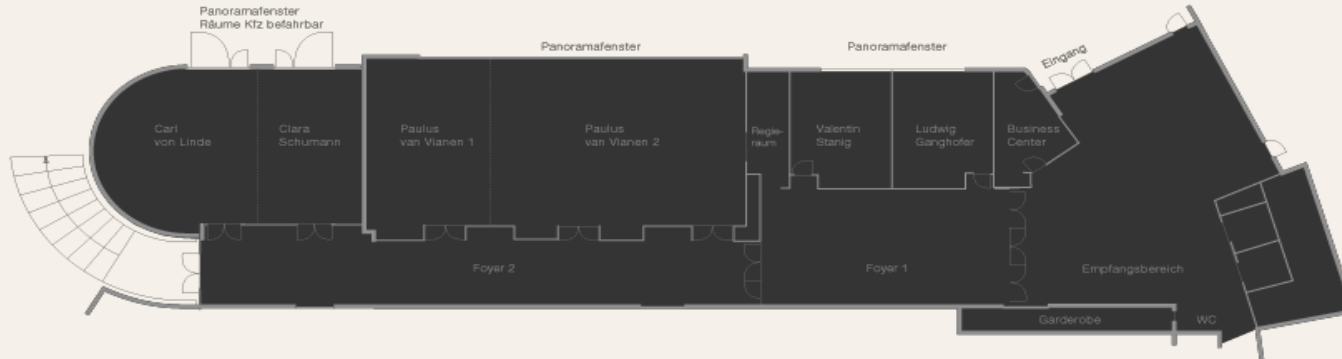 Panoramafenster
Räume Kfz befahrbar
Panoramafenster
Panoramafenster
Eingang
Carl
von Linde
Clara
Schumann
Paulus
van Vianen 1
Paulus
van Vianen 2
Regie-
raum
Valentin
Stanig
Ludwig
Ganghofer
Business
Center
Foyer 2
Foyer 1
Empfangsbereich
Garderobe
WC